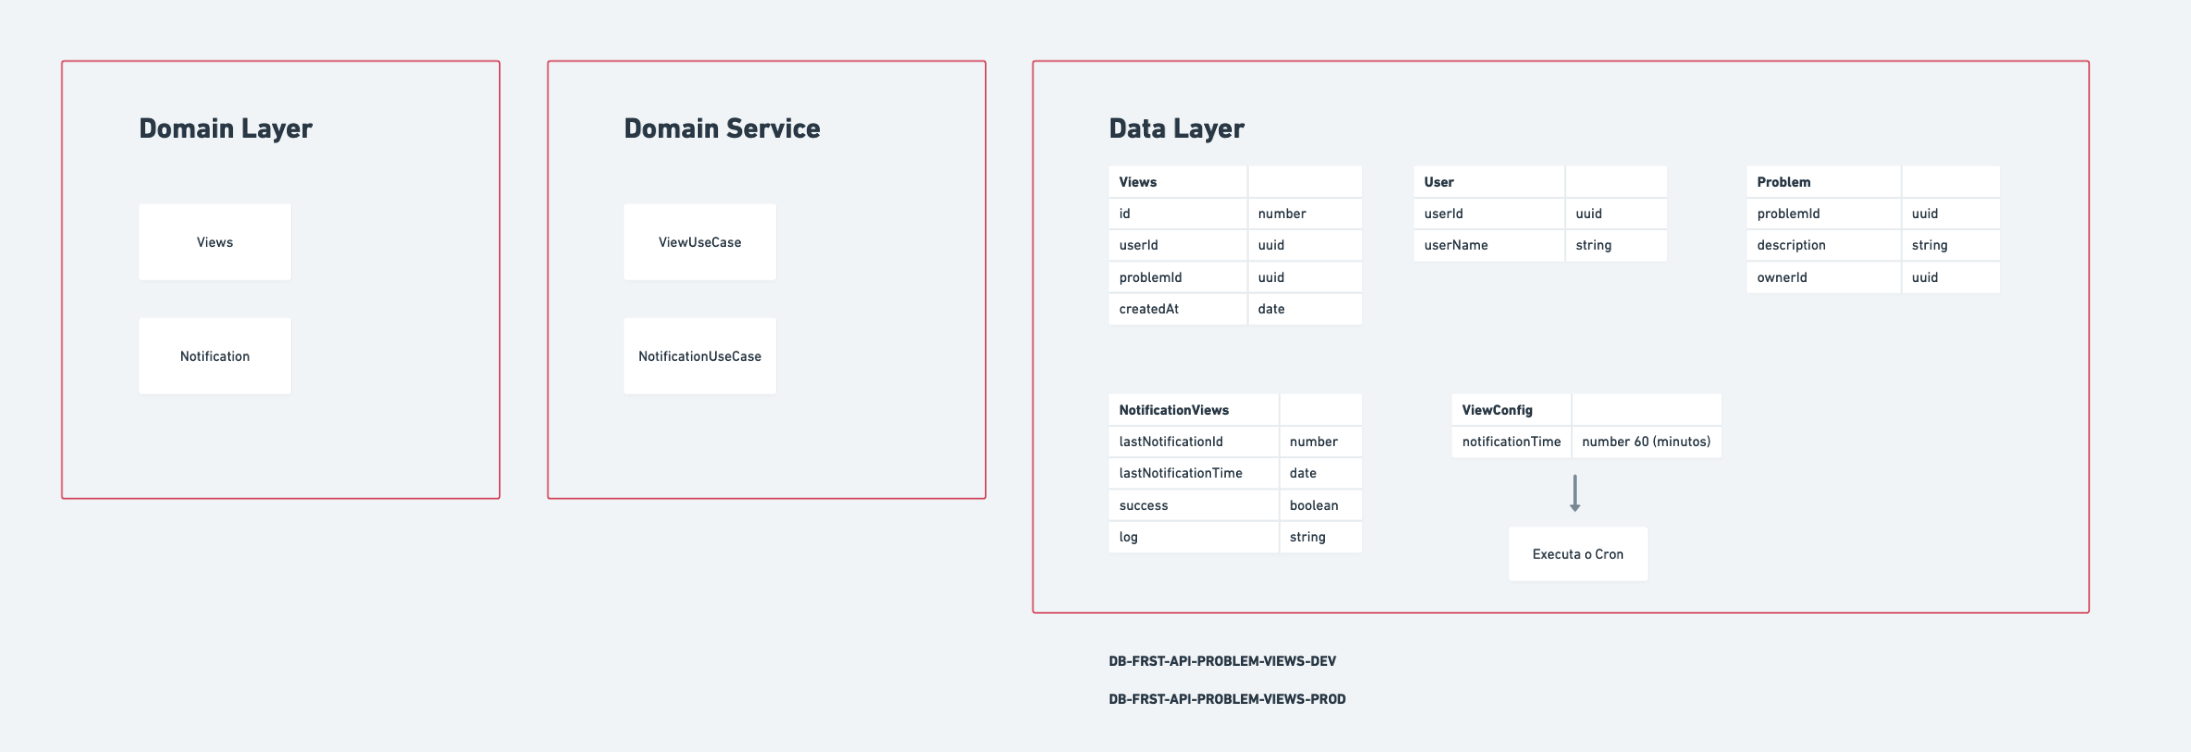 Domain Layer
Views
Notification
Domain Service
ViewUseCase
NotificationUseCase
Data Layer
Views
id number
userId uuid
problemId uuid
createdAt date
User
userId uuid
userName string
Problem
problemId uuid
description string
ownerId uuid
NotificationViews
lastNotificationId number
lastNotificationTime date
success boolean
log string
ViewConfig
notificationTime number 60 (minutos)
Executa o Cron
DB-FRST-API-PROBLEM-VIEWS-DEV
DB-FRST-API-PROBLEM-VIEWS-PROD